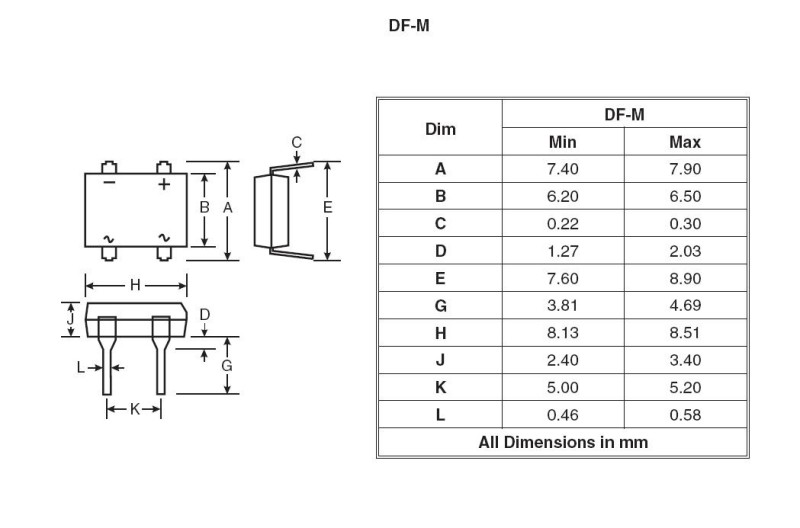 DF-M
Dim DF-M
Min Max
A 7.40 7.90
B 6.20 6.50
C 0.22 0.30
D 1.27 2.03
E 7.60 8.90
G 3.81 4.69
H 8.13 8.51
J 2.40 3.40
K 5.00 5.20
L 0.46 0.58
All Dimensions in mm
C
− +
B A E
~ ~
H
J D
L G
K